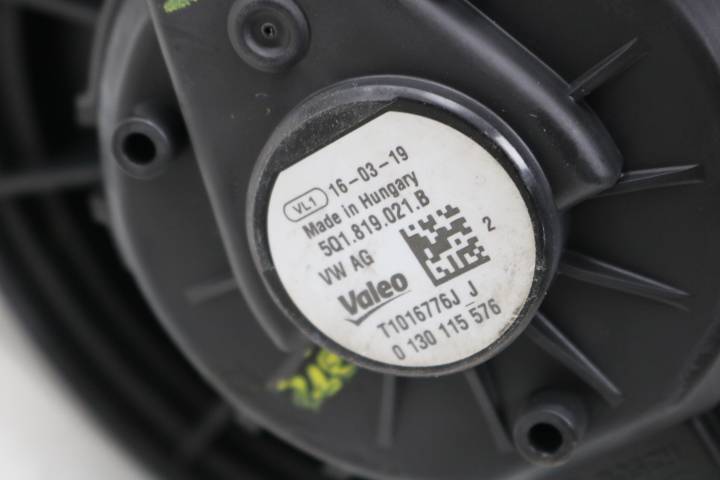 VL1 16-03-19
Made in Hungary
5Q1.819.021.B
VW AG
2
Valeo
T1016776J J
0 130 115 576